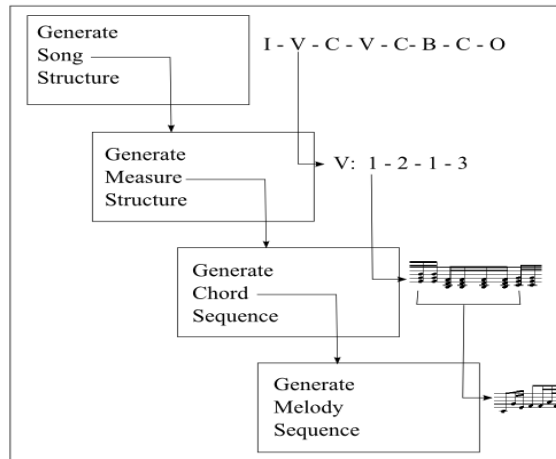 Generate
Song
Structure
I - V - C - V - C- B - C - O
Generate
Measure
Structure
V: 1 - 2 - 1 - 3
Generate
Chord
Sequence
Generate
Melody
Sequence